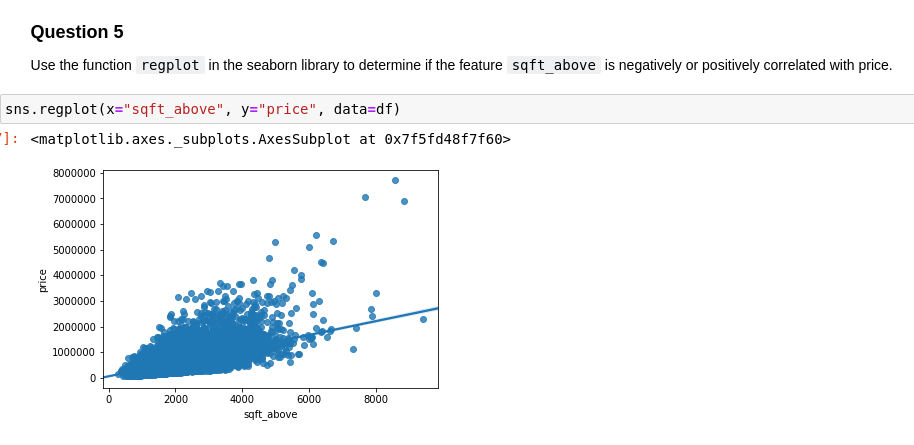 Question 5
Use the function regplot in the seaborn library to determine if the feature sqft_above is negatively or positively correlated with price.
sns.regplot(x="sqft_above", y="price", data=df)
]: <matplotlib.axes._subplots.AxesSubplot at 0x7f5fd48f7f60>
8000000
7000000
6000000
5000000
4000000
3000000
2000000
1000000
0
price
0 2000 4000 6000 8000
sqft_above